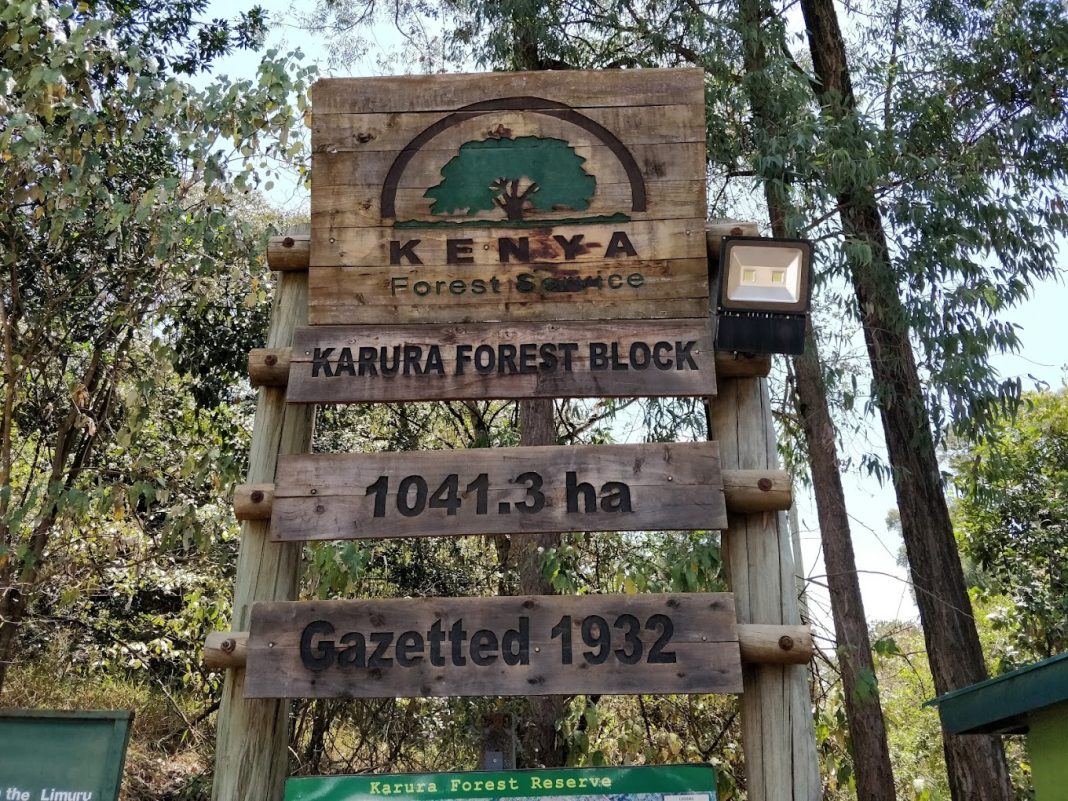 KENYA
Forest Service
KARURA FOREST BLOCK
1041.3 ha
Gazetted 1932
Karura Forest Reserve
the Limuru